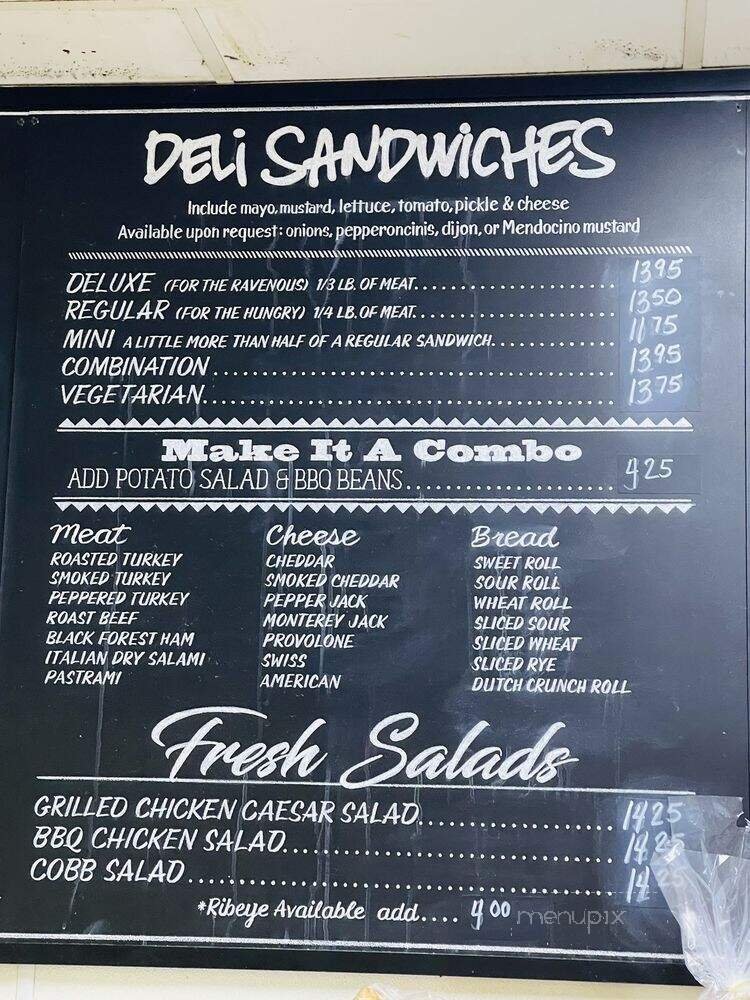 DELi SANDWiCHES
Include mayo, mustard, lettuce, tomato, pickle & cheese
Available upon request: onions, pepperoncinis, dijon, or Mendocino mustard
DELUXE (FOR THE RAVENOUS) 1/3 LB. OF MEAT. 1395
REGULAR (FOR THE HUNGRY) 1/4 LB. OF MEAT. 1350
MINI A LITTLE MORE THAN HALF OF A REGULAR SANDWICH. 1175
COMBINATION 1395
VEGETARIAN 1375
Make It A Combo
ADD POTATO SALAD & BBQ BEANS 425
Meat Cheese Bread
ROASTED TURKEY CHEDDAR SWEET ROLL
SMOKED TURKEY SMOKED CHEDDAR SOUR ROLL
PEPPERED TURKEY PEPPER JACK WHEAT ROLL
ROAST BEEF MONTEREY JACK SLICED SOUR
BLACK FOREST HAM PROVOLONE SLICED WHEAT
ITALIAN DRY SALAMI SWISS SLICED RYE
PASTRAMI AMERICAN DUTCH CRUNCH ROLL
Fresh Salads
GRILLED CHICKEN CAESAR SALAD 1425
BBQ CHICKEN SALAD 1425
COBB SALAD 1425
*Ribeye Available add.... 400
menupix